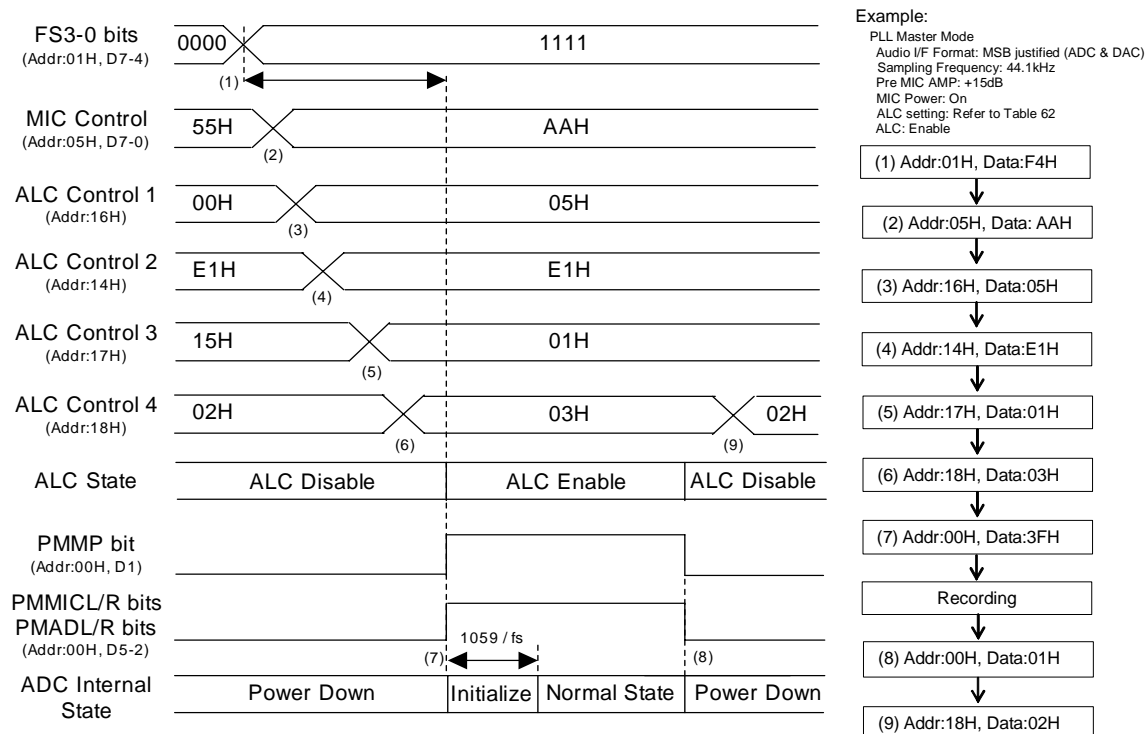 FS3-0 bits
(Addr:01H, D7-4)
0000
1111
(1)
MIC Control
(Addr:05H, D7-0)
55H
AAH
(2)
ALC Control 1
(Addr:16H)
00H
05H
(3)
ALC Control 2
(Addr:14H)
E1H
E1H
(4)
ALC Control 3
(Addr:17H)
15H
01H
(5)
ALC Control 4
(Addr:18H)
02H
03H
02H
(6)
(9)
ALC State
ALC Disable
ALC Enable
ALC Disable
PMMP bit
(Addr:00H, D1)
PMMICL/R bits
PMADL/R bits
(Addr:00H, D5-2)
1059 / fs
(7)
(8)
ADC Internal
State
Power Down
Initialize
Normal State
Power Down
Example:
PLL Master Mode
Audio I/F Format: MSB justified (ADC & DAC)
Sampling Frequency: 44.1kHz
Pre MIC AMP: +15dB
MIC Power: On
ALC setting: Refer to Table 62
ALC: Enable
(1) Addr:01H, Data:F4H
(2) Addr:05H, Data: AAH
(3) Addr:16H, Data:05H
(4) Addr:14H, Data:E1H
(5) Addr:17H, Data:01H
(6) Addr:18H, Data:03H
(7) Addr:00H, Data:3FH
Recording
(8) Addr:00H, Data:01H
(9) Addr:18H, Data:02H